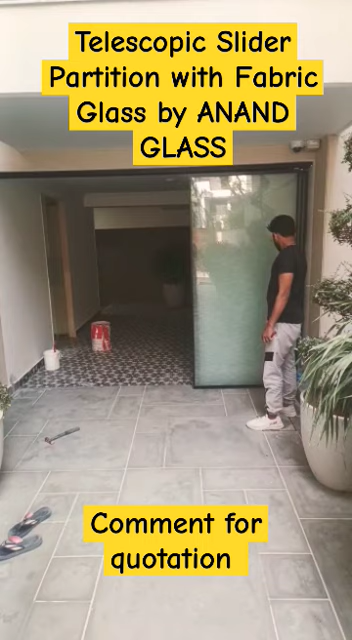 Telescopic Slider
Partition with Fabric
Glass by ANAND
GLASS
Comment for
quotation